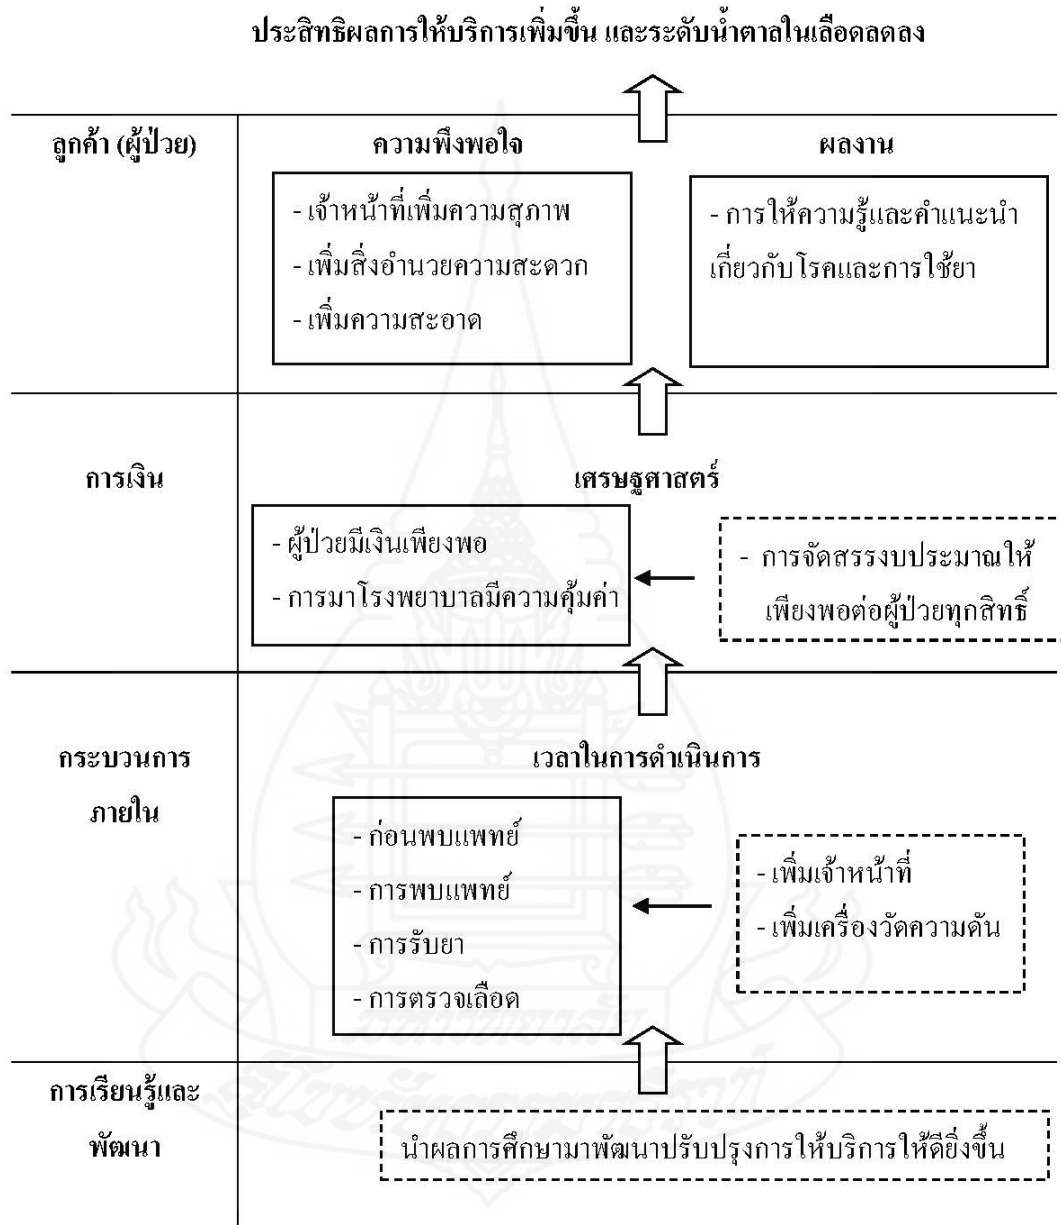 ประสิทธิผลการให้บริการเพิ่มขึ้น และระดับน้ำตาลในเลือดลดลง
ลูกค้า (ผู้ป่วย)
ความพึงพอใจ
ผลงาน
- เจ้าหน้าที่เพิ่มความสุภาพ
- เพิ่มสิ่งอำนวยความสะดวก
- เพิ่มความสะอาด
- การให้ความรู้และคำแนะนำ
เกี่ยวกับโรคและการใช้ยา
การเงิน
เศรษฐศาสตร์
- ผู้ป่วยมีเงินเพียงพอ
- การมาโรงพยาบาลมีความคุ้มค่า
- การจัดสรรงบประมาณให้
เพียงพอต่อผู้ป่วยทุกสิทธิ์
กระบวนการ
ภายใน
เวลาในการดำเนินการ
- ก่อนพบแพทย์
- การพบแพทย์
- การรับยา
- การตรวจเลือด
- เพิ่มเจ้าหน้าที่
- เพิ่มเครื่องวัดความดัน
การเรียนรู้และ
พัฒนา
นำผลการศึกษามาพัฒนาปรับปรุงการให้บริการให้ดียิ่งขึ้น